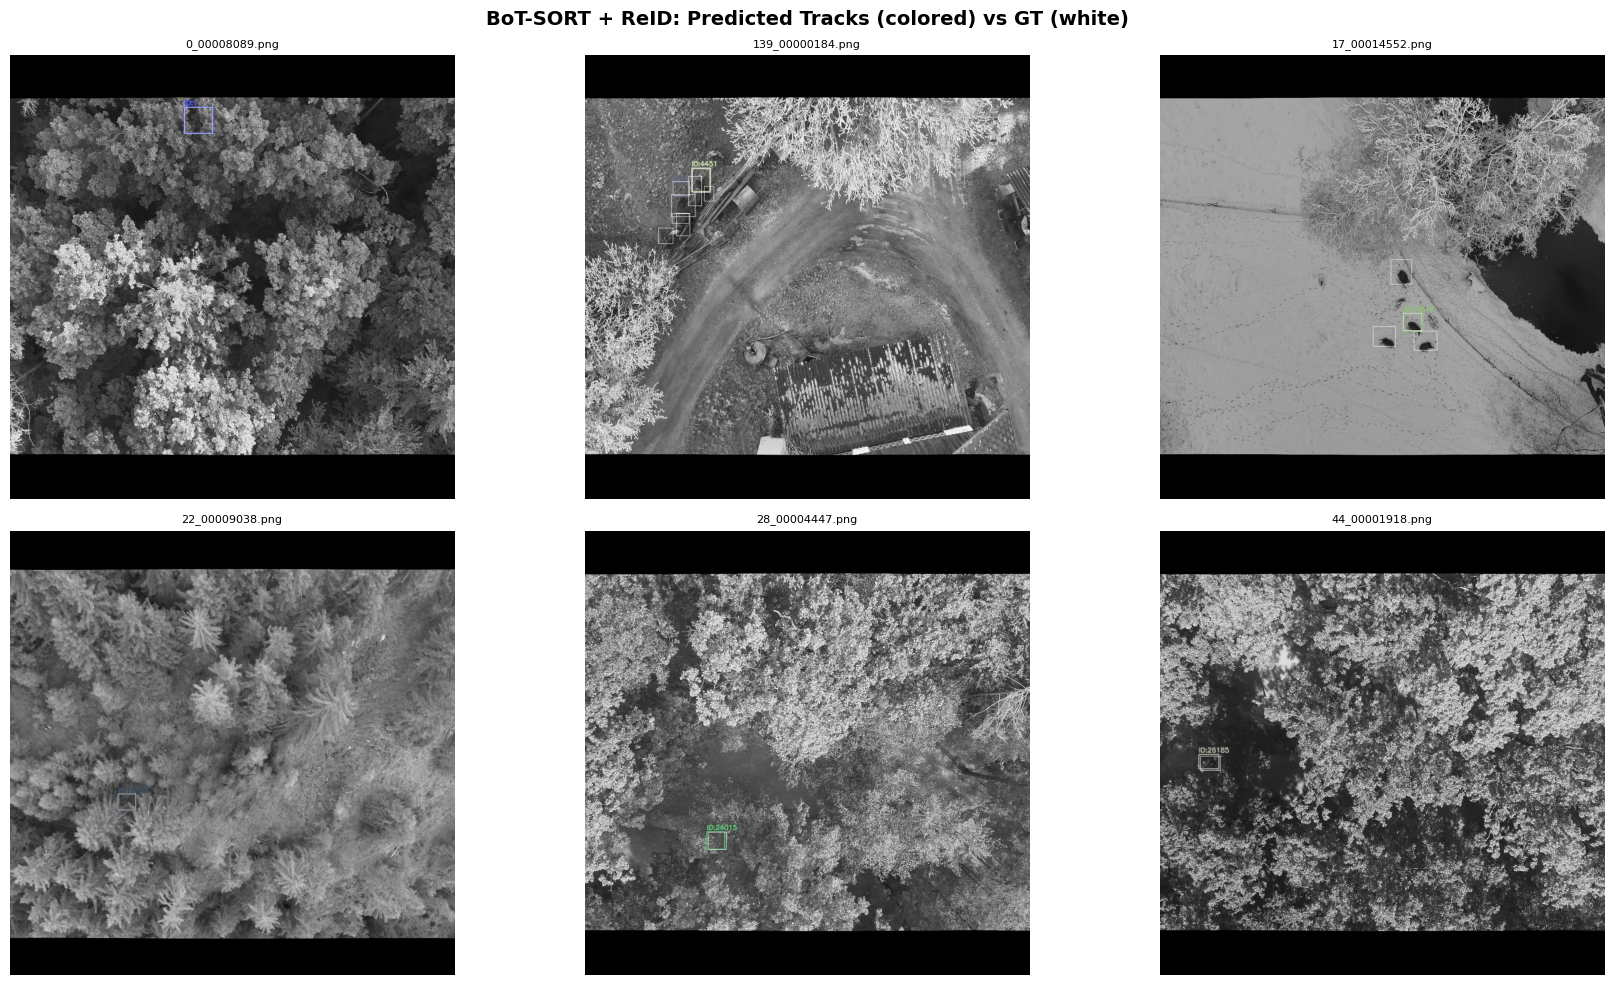 BoT-SORT + ReID: Predicted Tracks (colored) vs GT (white)
0_00008089.png
139_00000184.png
17_00014552.png
ID:4451
22_00009038.png
28_00004447.png
44_00001918.png
ID:26185
ID:24015